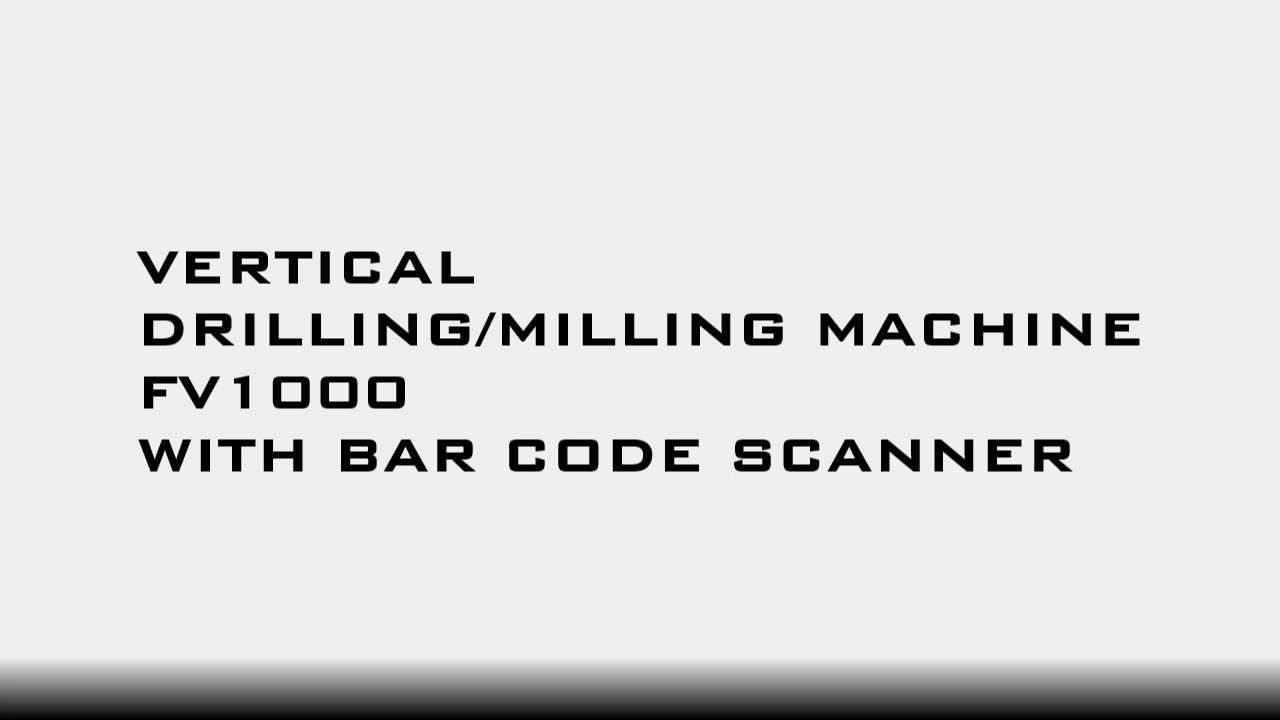 VERTICAL
DRILLING/MILLING MACHINE
FV1000
WITH BAR CODE SCANNER